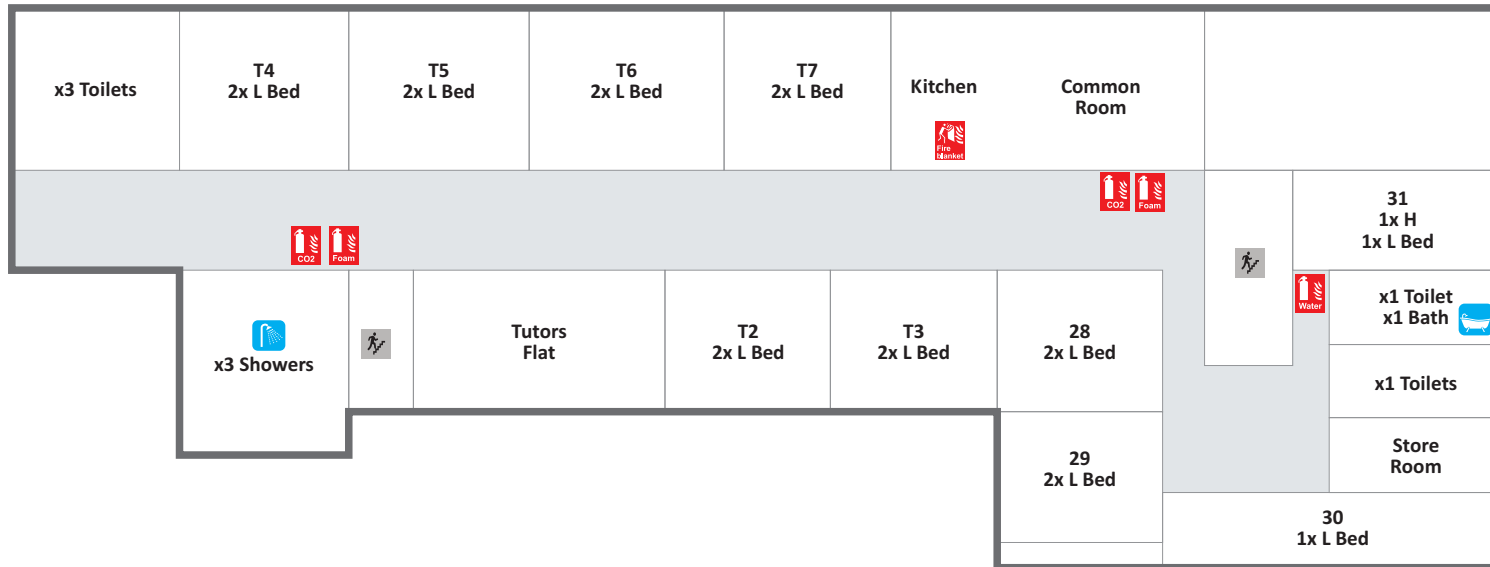 x3 Toilets
T4
2x L Bed
T5
2x L Bed
T6
2x L Bed
T7
2x L Bed
Kitchen
Fire
blanket
Common
Room
CO2
Foam
31
1x H
1x L Bed
CO2
Foam
Water
x1 Toilet
x1 Bath
x3 Showers
Tutors
Flat
T2
2x L Bed
T3
2x L Bed
28
2x L Bed
x1 Toilets
29
2x L Bed
Store
Room
30
1x L Bed